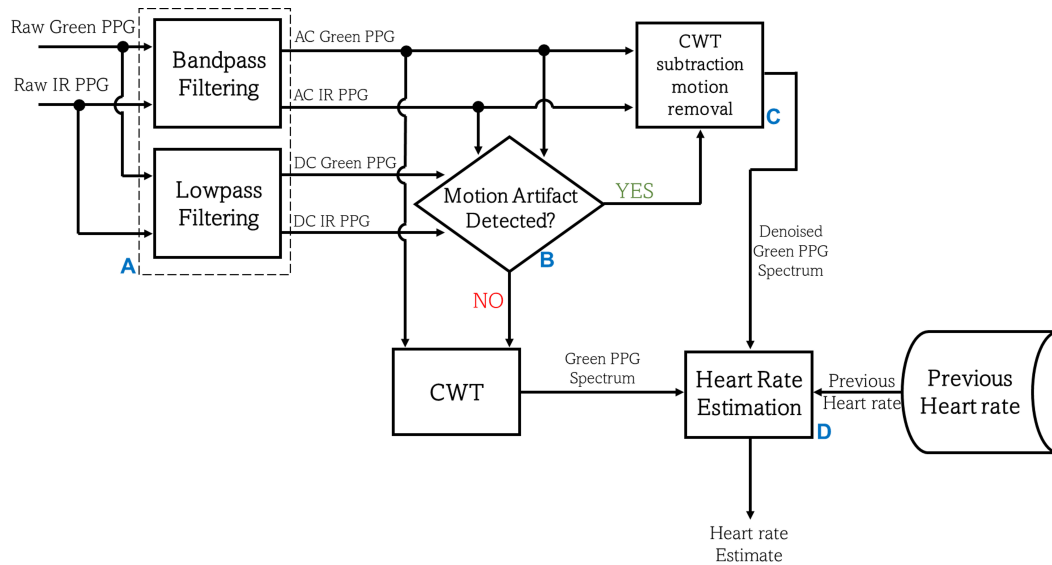 Raw Green PPG
Raw IR PPG
Bandpass
Filtering
Lowpass
Filtering
A
AC Green PPG
AC IR PPG
DC Green PPG
DC IR PPG
Motion Artifact
Detected?
B
YES
NO
CWT
subtraction
motion
removal
C
Denoised
Green PPG
Spectrum
CWT
Green PPG
Spectrum
Heart Rate
Estimation
D
Previous
Heart rate
Previous
Heart rate
Heart rate
Estimate